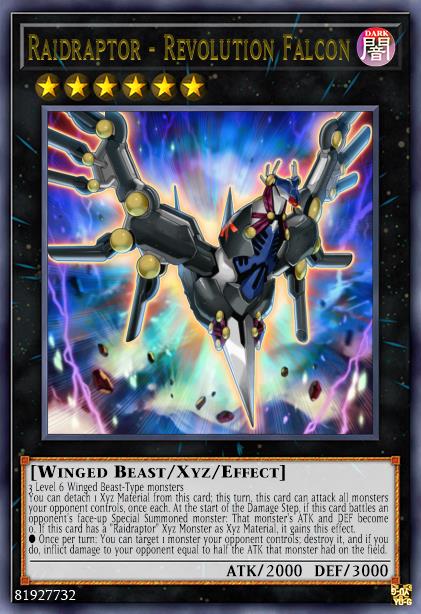 Raidraptor - Revolution Falcon
DARK
闇
[Winged Beast/Xyz/Effect]
3 Level 6 Winged Beast-Type monsters
You can detach 1 Xyz Material from this card; this turn, this card can attack all monsters
your opponent controls, once each. At the start of the Damage Step, if this card battles an
opponent's face-up Special Summoned monster: That monster's ATK and DEF become
0. If this card has a "Raidraptor" Xyz Monster as Xyz Material, it gains this effect.
● Once per turn: You can target 1 monster your opponent controls; destroy it, and if you
do, inflict damage to your opponent equal to half the ATK that monster had on the field.
ATK/2000 DEF/3000
81927732